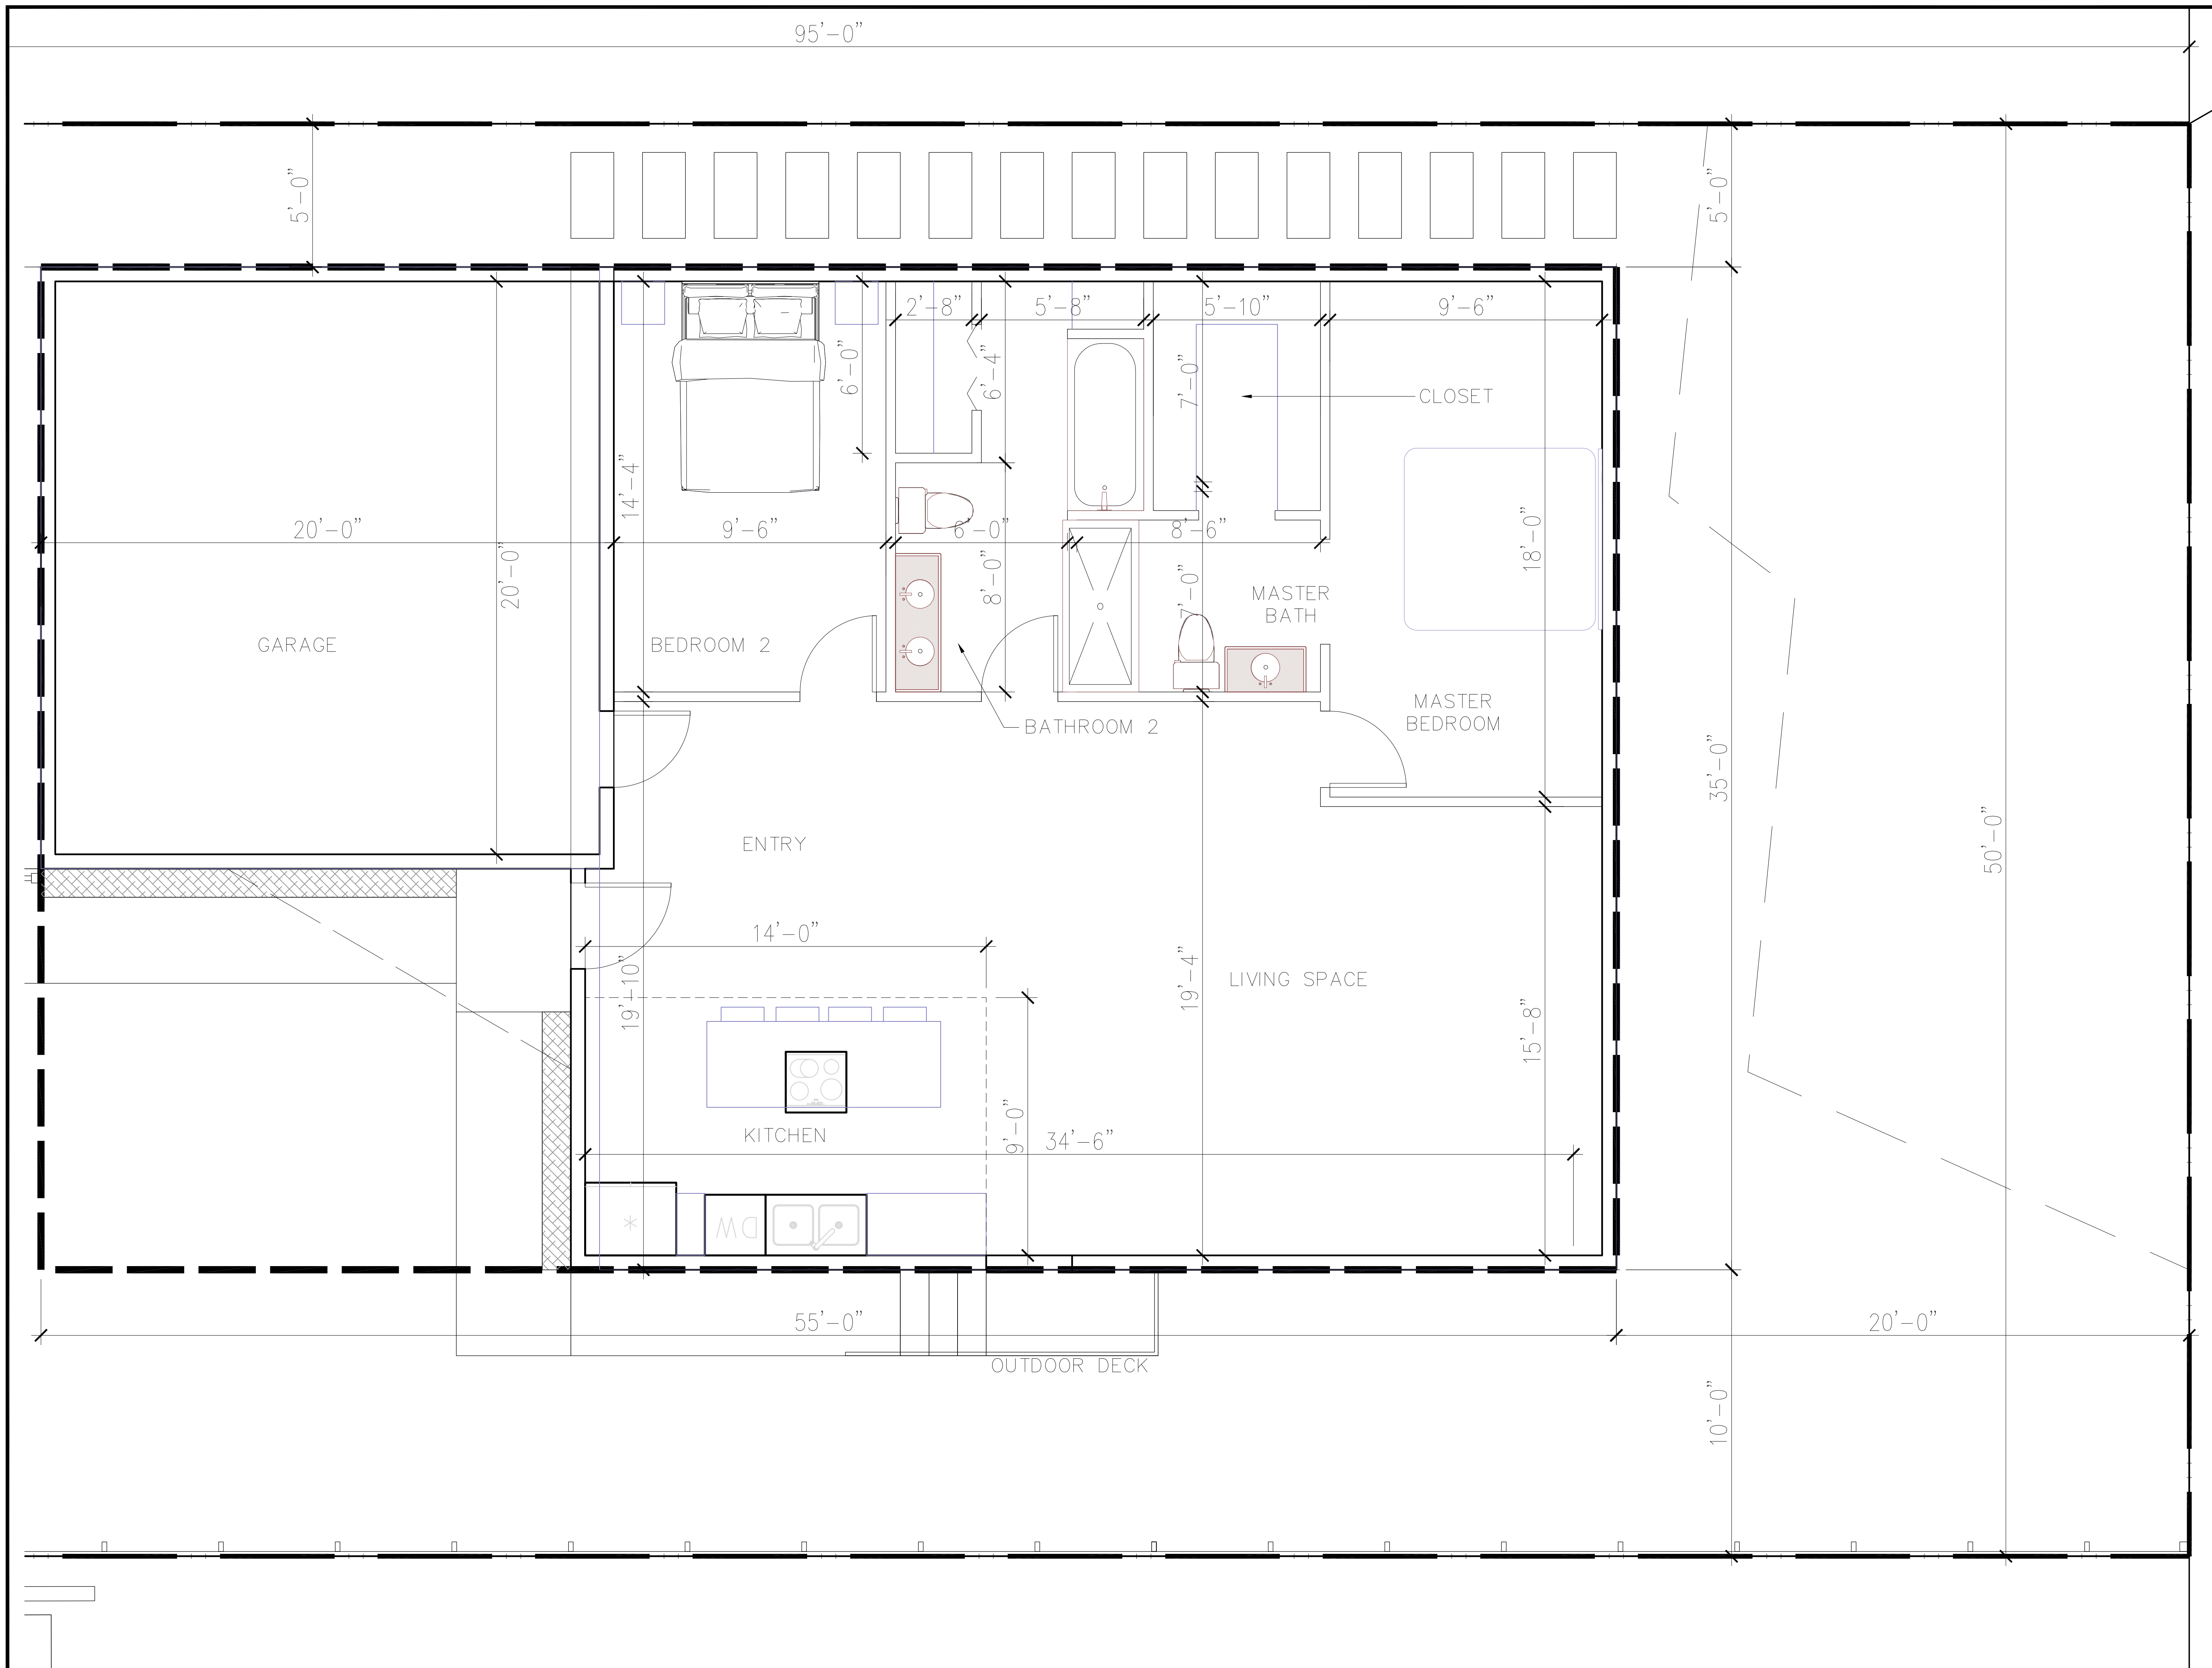 95'-0"
5'-0"
5'-0"
2'-8"
5'-8"
5'-10"
9'-6"
6'-0"
6'-4"
7'-0"
CLOSET
14'-4"
20'-0"
9'-6"
6'-0"
8'-6"
18'-0"
20'-0"
8'-0"
7'-0"
MASTER
BATH
GARAGE
BEDROOM 2
MASTER
BEDROOM
BATHROOM 2
35'-0"
50'-0"
ENTRY
14'-0"
19'-10"
19'-4"
LIVING SPACE
15'-8"
KITCHEN
9'-0"
34'-6"
DW
55'-0"
20'-0"
OUTDOOR DECK
10'-0"